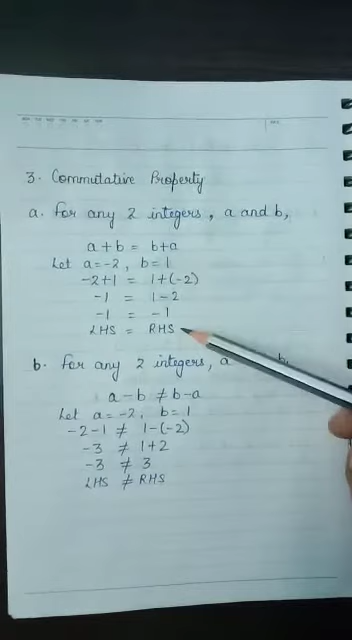 3. Commutative Property
a. For any 2 integers, a and b,
a+b = b+a
Let a=-2, b=1
-2+1 = 1+(-2)
-1 = 1-2
-1 = -1
LHS = RHS
b. For any 2 integers, a b,
a-b ≠ b-a
Let a=-2, b=1
-2-1 ≠ 1-(-2)
-3 ≠ 1+2
-3 ≠ 3
LHS ≠ RHS